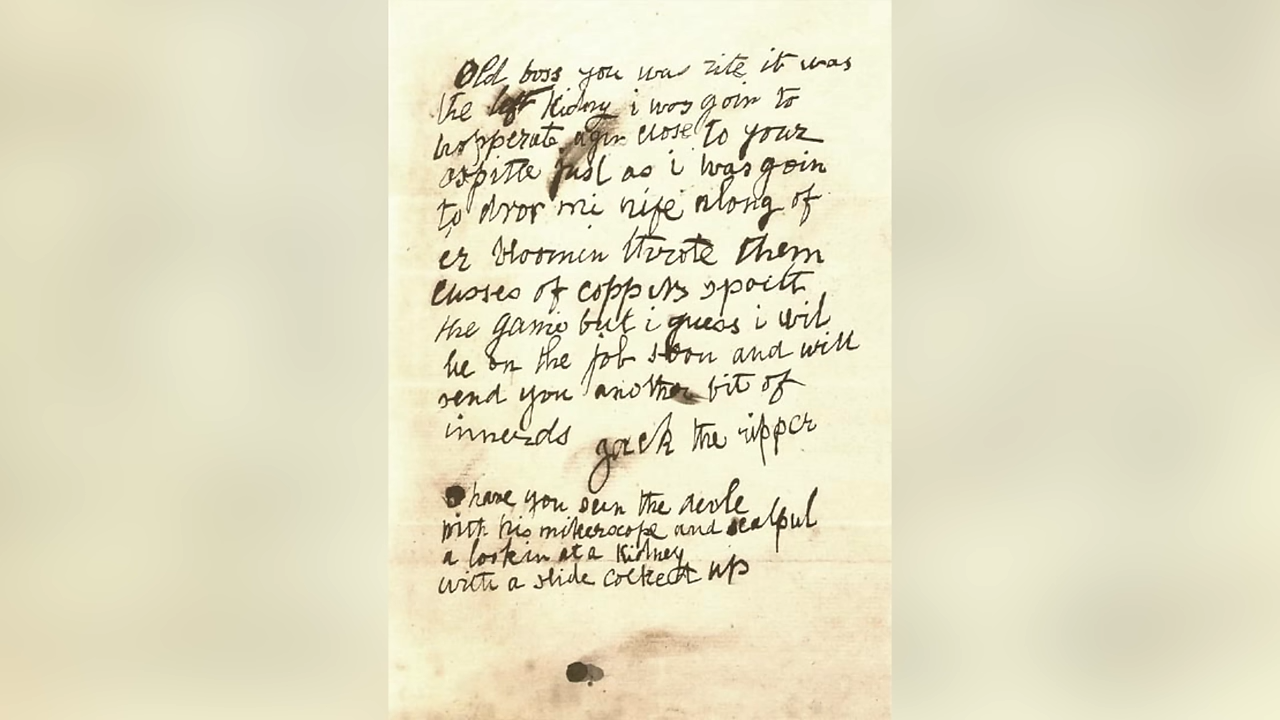 Old boss you was rite it was
the left kidny i was goin to
hopperate agin close to your
ospitle just as i was goin
to dror mi nife along of
er bloomin throte them
cusses of coppers spoilt
the game but i guess i wil
be on the job soon and will
send you another bit of
innerds Jack the ripper
O have you seen the devle
with his mikerscope and scalpul
a lookin at a Kidney
with a slide cocked up